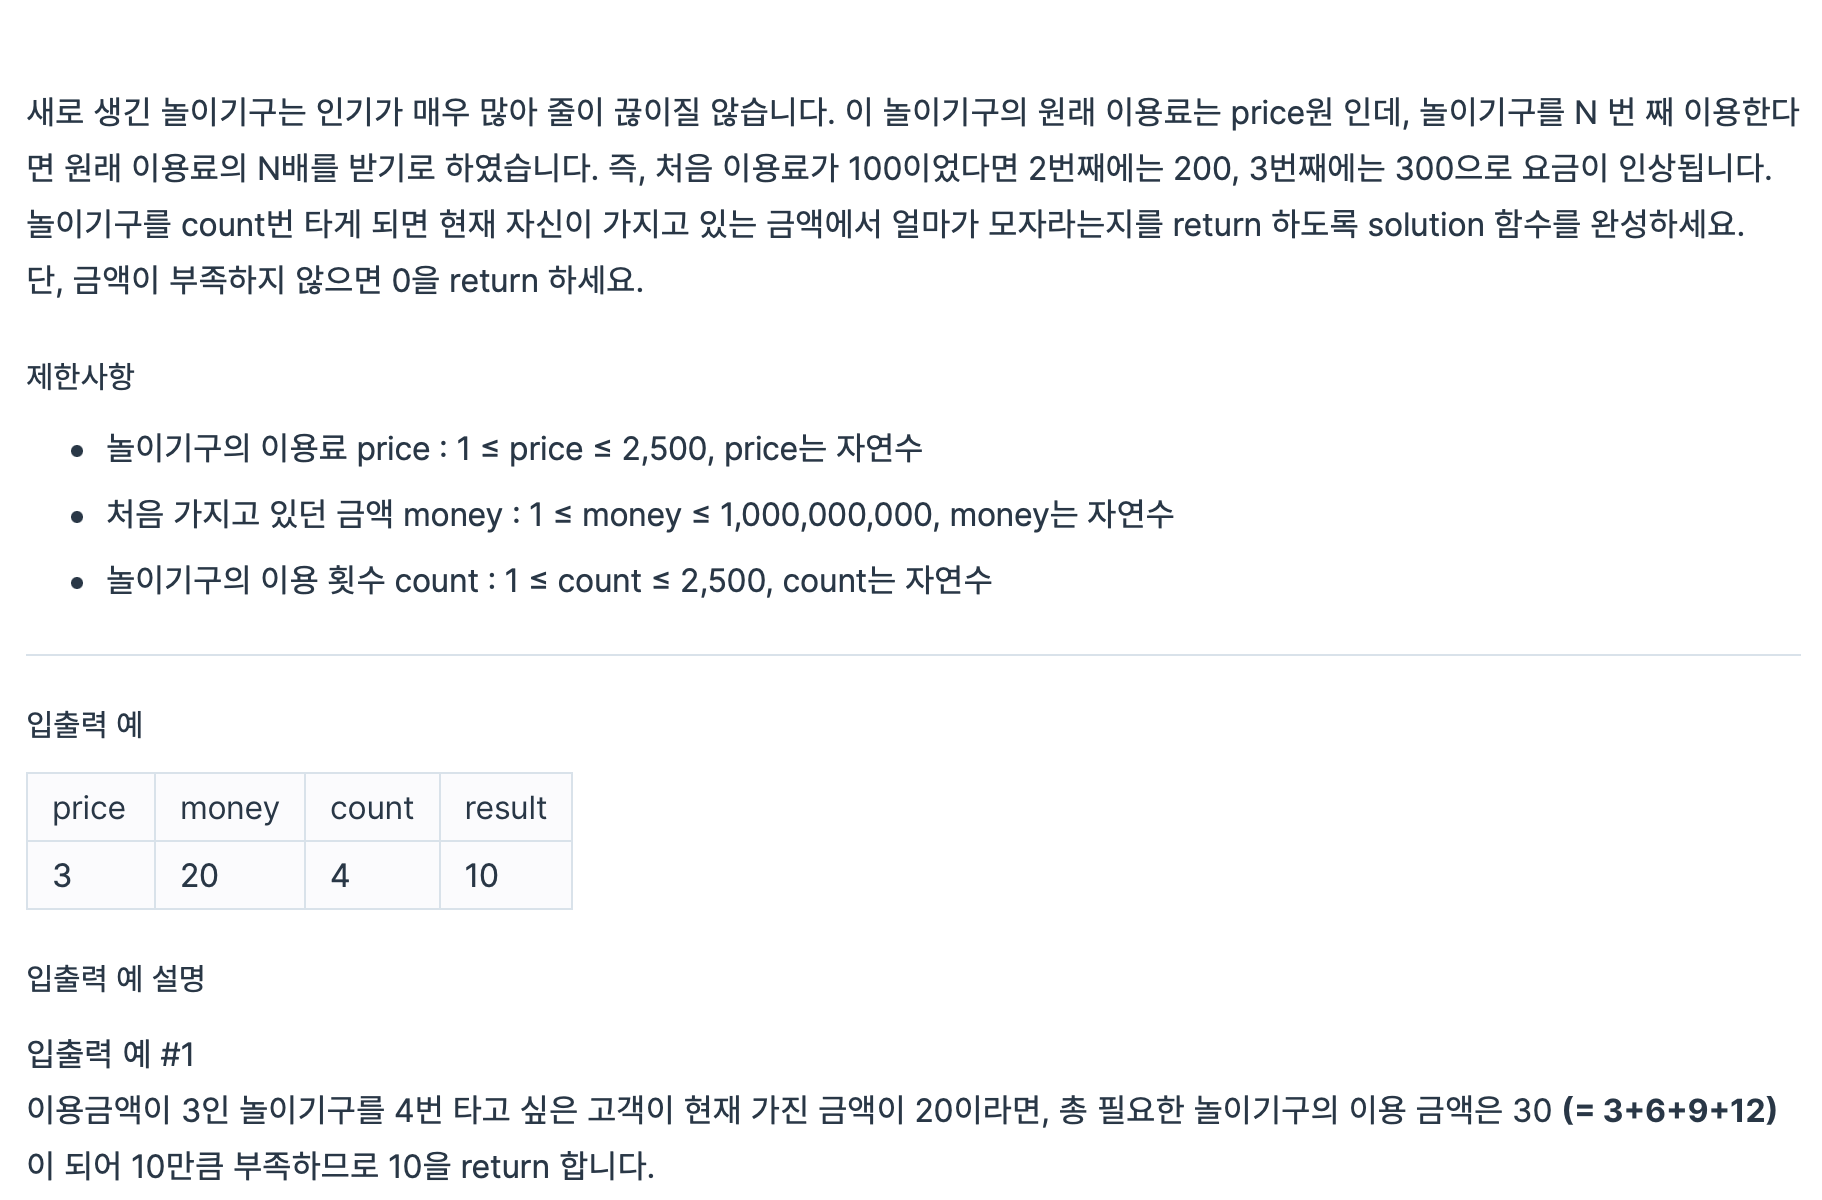 새로 생긴 놀이기구는 인기가 매우 많아 줄이 끊이질 않습니다. 이 놀이기구의 원래 이용료는 price원 인데, 놀이기구를 N 번 째 이용한다
면 원래 이용료의 N배를 받기로 하였습니다. 즉, 처음 이용료가 100이었다면 2번째에는 200, 3번째에는 300으로 요금이 인상됩니다.
놀이기구를 count번 타게 되면 현재 자신이 가지고 있는 금액에서 얼마가 모자라는지를 return 하도록 solution 함수를 완성하세요.
단, 금액이 부족하지 않으면 0을 return 하세요.
제한사항
• 놀이기구의 이용료 price : 1 ≤ price ≤ 2,500, price는 자연수
• 처음 가지고 있던 금액 money : 1 ≤ money ≤ 1,000,000,000, money는 자연수
• 놀이기구의 이용 횟수 count : 1 ≤ count ≤ 2,500, count는 자연수
입출력 예
price money count result
3 20 4 10
입출력 예 설명
입출력 예 #1
이용금액이 3인 놀이기구를 4번 타고 싶은 고객이 현재 가진 금액이 20이라면, 총 필요한 놀이기구의 이용 금액은 30 (= 3+6+9+12)
이 되어 10만큼 부족하므로 10을 return 합니다.